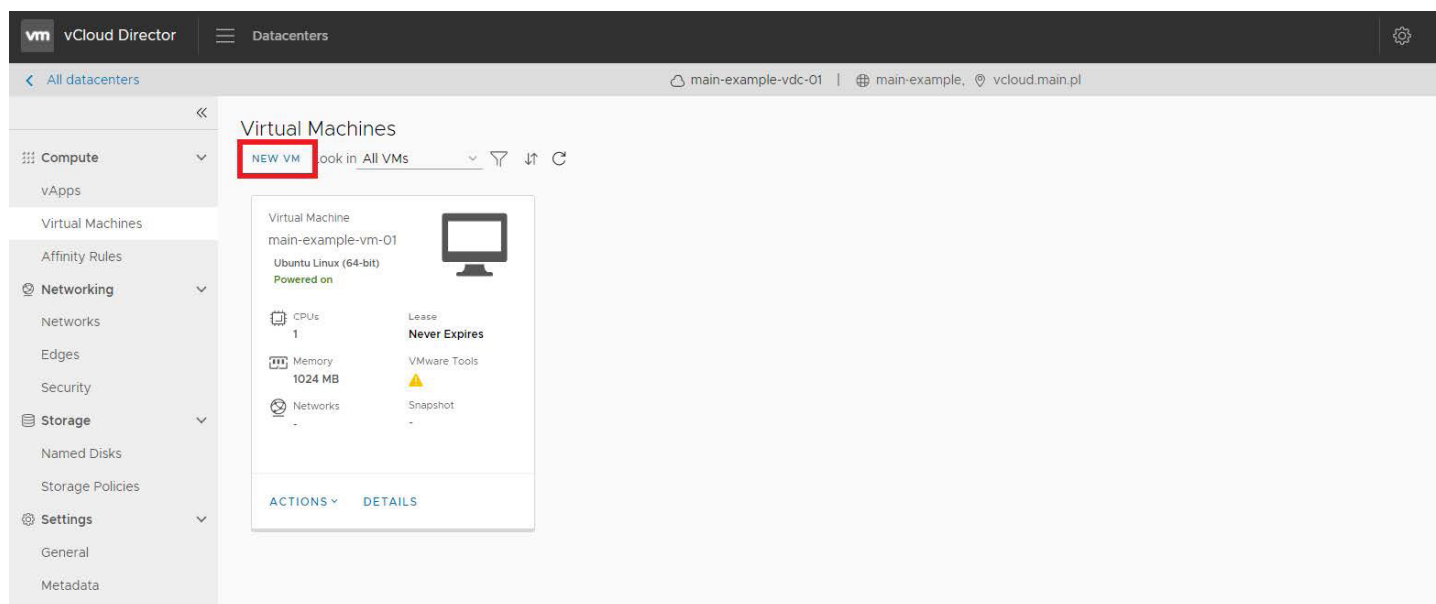 vm vCloud Director Datacenters
All datacenters main-example-vdc-01 | main-example, vcloud.main.pl
Virtual Machines
NEW VM ook in All VMs
Compute
vApps
Virtual Machines
Affinity Rules
Networking
Networks
Edges
Security
Storage
Named Disks
Storage Policies
Settings
General
Metadata
Virtual Machine
main-example-vm-01
Ubuntu Linux (64-bit)
Powered on
CPUs Lease
1 Never Expires
Memory VMware Tools
1024 MB
Networks Snapshot
- -
ACTIONS DETAILS